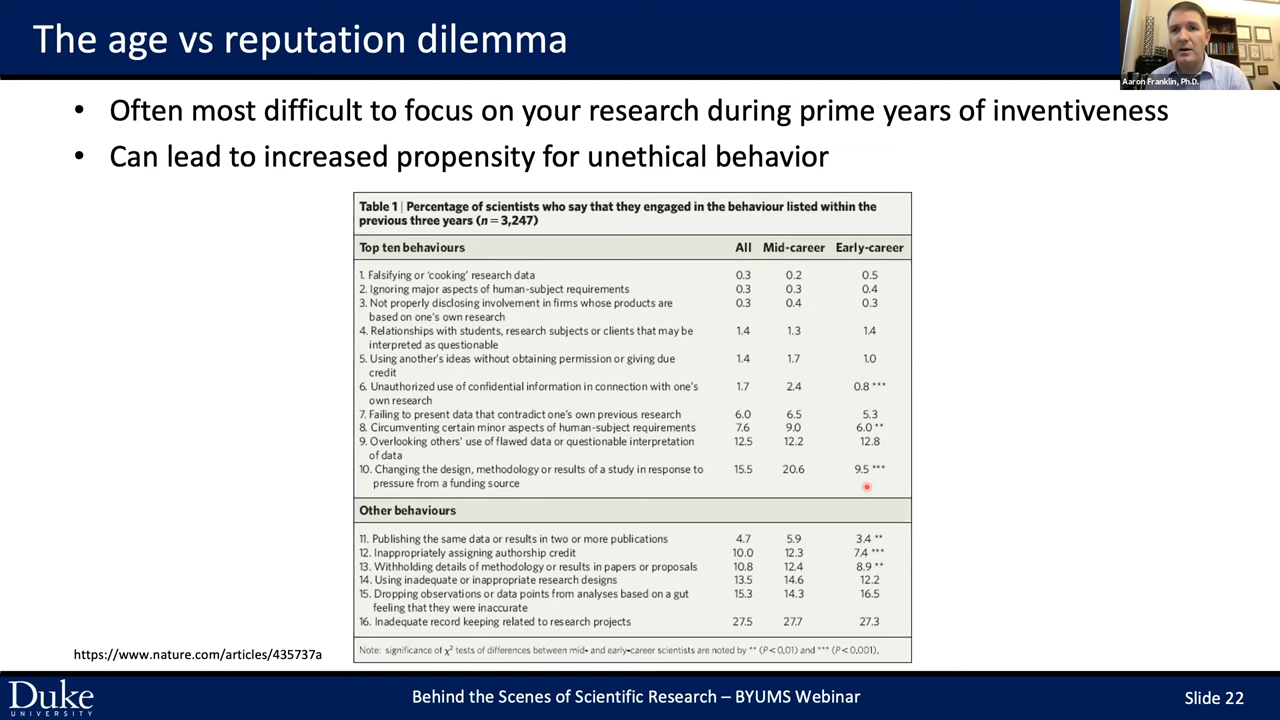 The age vs reputation dilemma
Aaron Franklin, Ph.D.
• Often most difficult to focus on your research during prime years of inventiveness
• Can lead to increased propensity for unethical behavior
Table 1 | Percentage of scientists who say that they engaged in the behaviour listed within the
previous three years (n = 3,247)
Top ten behaviours All Mid-career Early-career
1. Falsifying or ‘cooking’ research data 0.3 0.2 0.5
2. Ignoring major aspects of human-subject requirements 0.3 0.3 0.4
3. Not properly disclosing involvement in firms whose products are 0.3 0.4 0.3
based on one’s own research
4. Relationships with students, research subjects or clients that may be 1.4 1.3 1.4
interpreted as questionable
5. Using another’s ideas without obtaining permission or giving due 1.4 1.7 1.0
credit
6. Unauthorized use of confidential information in connection with one’s 1.7 2.4 0.8 ***
own research
7. Failing to present data that contradict one’s own previous research 6.0 6.5 5.3
8. Circumventing certain minor aspects of human-subject requirements 7.6 9.0 6.0 **
9. Overlooking others’ use of flawed data or questionable interpretation 12.5 12.2 12.8
of data
10. Changing the design, methodology or results of a study in response to 15.5 20.6 9.5 ***
pressure from a funding source
Other behaviours
11. Publishing the same data or results in two or more publications 4.7 5.9 3.4 **
12. Inappropriately assigning authorship credit 10.0 12.3 7.4 ***
13. Withholding details of methodology or results in papers or proposals 10.8 12.4 8.9 **
14. Using inadequate or inappropriate research designs 13.5 14.6 12.2
15. Dropping observations or data points from analyses based on a gut 15.3 14.3 16.5
feeling that they were inaccurate
16. Inadequate record keeping related to research projects 27.5 27.7 27.3
Note: significance of χ² tests of differences between mid- and early-career scientists are noted by ** (P < 0.01) and *** (P < 0.001).
https://www.nature.com/articles/435737a
Duke
UNIVERSITY
Behind the Scenes of Scientific Research – BYUMS Webinar
Slide 22